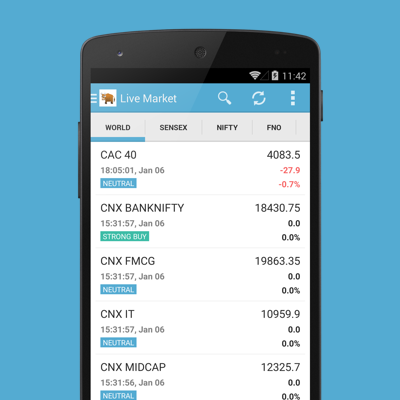 11:42
Live Market
WORLD SENSEX NIFTY FNO
CAC 40 4083.5
18:05:01, Jan 06 -27.9
NEUTRAL -0.7%
CNX BANKNIFTY 18430.75
15:31:57, Jan 06 0.0
STRONG BUY 0.0%
CNX FMCG 19863.35
15:31:57, Jan 06 0.0
NEUTRAL 0.0%
CNX IT 10959.9
15:31:57, Jan 06 0.0
NEUTRAL 0.0%
CNX MIDCAP 12325.7
15:31:56, Jan 06 0.0
NEUTRAL 0.0%